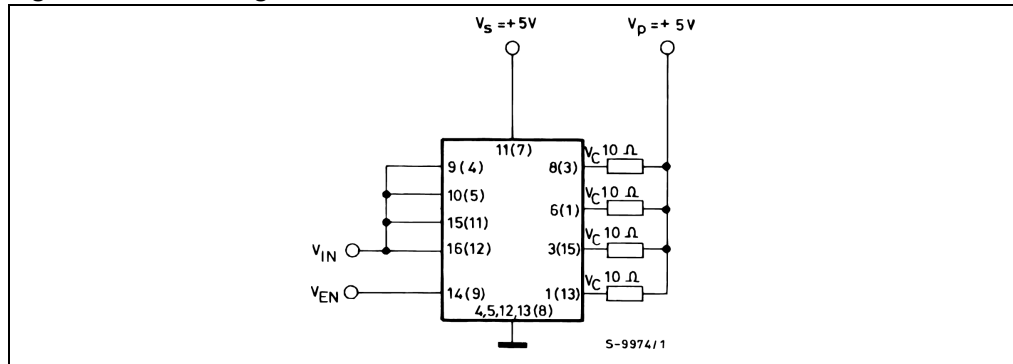 Vs = +5V
Vp = + 5V
11(7)
9(4)
10(5)
15(11)
16(12)
14(9)
4,5,12,13(8)
8(3)
6(1)
3(15)
1(13)
VC 10 Ω
VC 10 Ω
VC 10 Ω
VC 10 Ω
VIN
VEN
S-9974/1